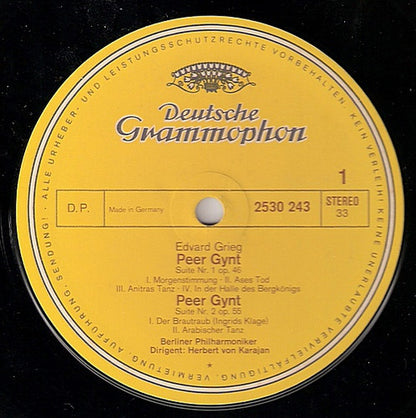 ALLE URHEBER- UND LEISTUNGSSCHUTZRECHTE VORBEHALTEN. KEIN VERLEIH! KEINE UNERLAUBTE VERVIELFÄLTIGUNG, VERMIETUNG, AUFFÜHRUNG, SENDUNG!
Deutsche
Grammophon
1
D.P.
Made in Germany
2530 243
STEREO
33
Edvard Grieg
Peer Gynt
Suite Nr. 1 op. 46
I. Morgenstimmung · II. Ases Tod
III. Anitras Tanz · IV. In der Halle des Bergkönigs
Peer Gynt
Suite Nr. 2 op. 55
I. Der Brautraub (Ingrids Klage)
II. Arabischer Tanz
Berliner Philharmoniker
Dirigent: Herbert von Karajan